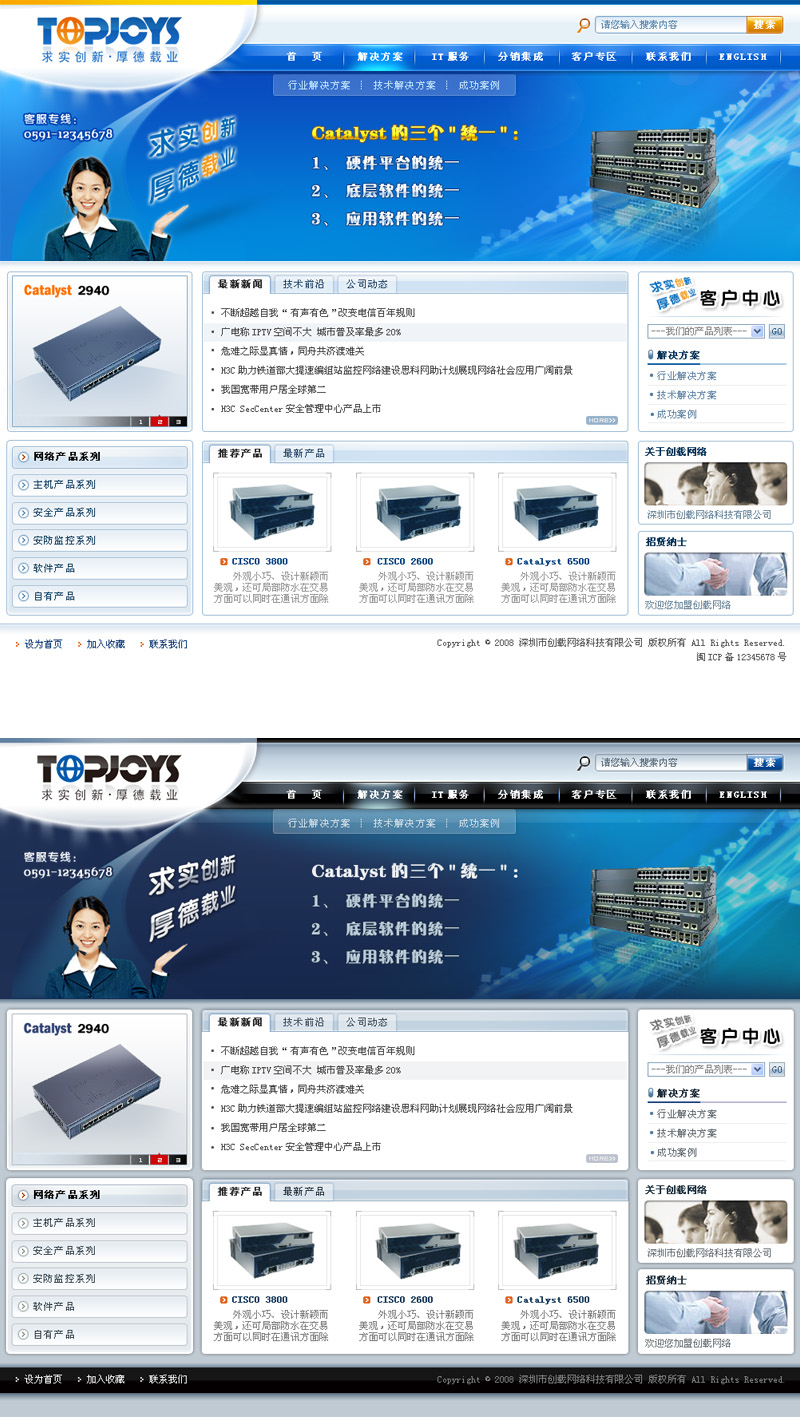 TOPJOYS
求实创新·厚德载业
请您输入搜索内容
搜索
首 页 解决方案 IT 服务 分销集成 客户专区 联系我们 ENGLISH
行业解决方案 技术解决方案 成功案例
客服专线:
0591-12345678
求实创新
厚德载业
Catalyst 的三个"统一":
1、 硬件平台的统一
2、 底层软件的统一
3、 应用软件的统一
Catalyst 2940
1 2 3
最新新闻 技术前沿 公司动态
不断超越自我“有声有色”改变电信百年规则
广电称 IPTV 空间不大 城市普及率最多 20%
危难之际显真情，同舟共济渡难关
H3C 助力铁道部大提速编组站监控网络建设思科网助计划展现网络社会应用广阔前景
我国宽带用户居全球第二
H3C SecCenter 安全管理中心产品上市
MORE>>
求实创新
厚德载业
客户中心
---我们的产品列表---
GO
解决方案
行业解决方案
技术解决方案
成功案例
网络产品系列
主机产品系列
安全产品系列
安防监控系列
软件产品
自有产品
推荐产品 最新产品
CISCO 3800
外观小巧、设计新颖而
美观，还可局部防水在交易
方面可以同时在通讯方面除
CISCO 2600
外观小巧、设计新颖而
美观，还可局部防水在交易
方面可以同时在通讯方面除
Catalyst 6500
外观小巧、设计新颖而
美观，还可局部防水在交易
方面可以同时在通讯方面除
关于创载网络
深圳市创载网络科技有限公司
招贤纳士
欢迎您加盟创载网络
设为首页 加入收藏 联系我们
Copyright © 2008 深圳市创载网络科技有限公司 版权所有 All Rights Reserved.
闽 ICP 备 12345678 号
TOPJOYS
求实创新·厚德载业
请您输入搜索内容
搜索
首 页 解决方案 IT 服务 分销集成 客户专区 联系我们 ENGLISH
行业解决方案 技术解决方案 成功案例
客服专线:
0591-12345678
求实创新
厚德载业
Catalyst 的三个"统一":
1、 硬件平台的统一
2、 底层软件的统一
3、 应用软件的统一
Catalyst 2940
1 2 3
最新新闻 技术前沿 公司动态
不断超越自我“有声有色”改变电信百年规则
广电称 IPTV 空间不大 城市普及率最多 20%
危难之际显真情，同舟共济渡难关
H3C 助力铁道部大提速编组站监控网络建设思科网助计划展现网络社会应用广阔前景
我国宽带用户居全球第二
H3C SecCenter 安全管理中心产品上市
MORE>>
求实创新
厚德载业
客户中心
---我们的产品列表---
GO
解决方案
行业解决方案
技术解决方案
成功案例
网络产品系列
主机产品系列
安全产品系列
安防监控系列
软件产品
自有产品
推荐产品 最新产品
CISCO 3800
外观小巧、设计新颖而
美观，还可局部防水在交易
方面可以同时在通讯方面除
CISCO 2600
外观小巧、设计新颖而
美观，还可局部防水在交易
方面可以同时在通讯方面除
Catalyst 6500
外观小巧、设计新颖而
美观，还可局部防水在交易
方面可以同时在通讯方面除
关于创载网络
深圳市创载网络科技有限公司
招贤纳士
欢迎您加盟创载网络
设为首页 加入收藏 联系我们
Copyright © 2008 深圳市创载网络科技有限公司 版权所有 All Rights Reserved.